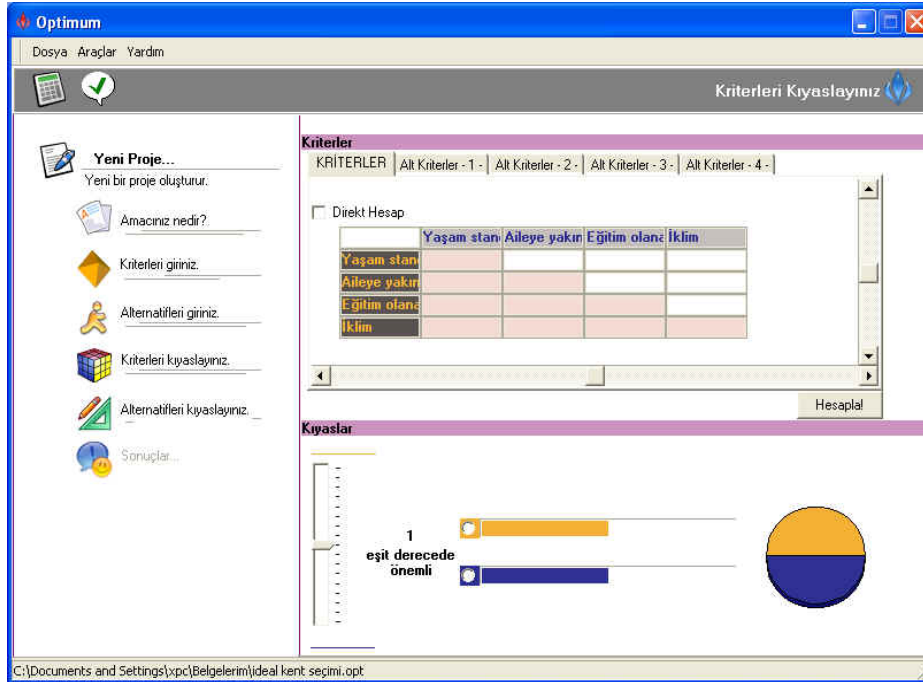 Optimum
Dosya Araçlar Yardım
Kriterleri Kıyaslayınız
Yeni Proje...
Yeni bir proje oluşturur.
Amacınız nedir?
Kriterleri giriniz.
Alternatifleri giriniz.
Kriterleri kıyaslayınız.
Alternatifleri kıyaslayınız.
Sonuçlar...
Kriterler
KRİTERLER Alt Kriterler - 1 - Alt Kriterler - 2 - Alt Kriterler - 3 - Alt Kriterler - 4 -
Direkt Hesap
Yaşam stan Aileye yakın Eğitim olana İklim
Yaşam stan
Aileye yakın
Eğitim olana
İklim
Hesapla!
Kıyaslar
1
eşit derecede
önemli
C:\Documents and Settings\xpc\Belgelerim\ideal kent seçimi.opt